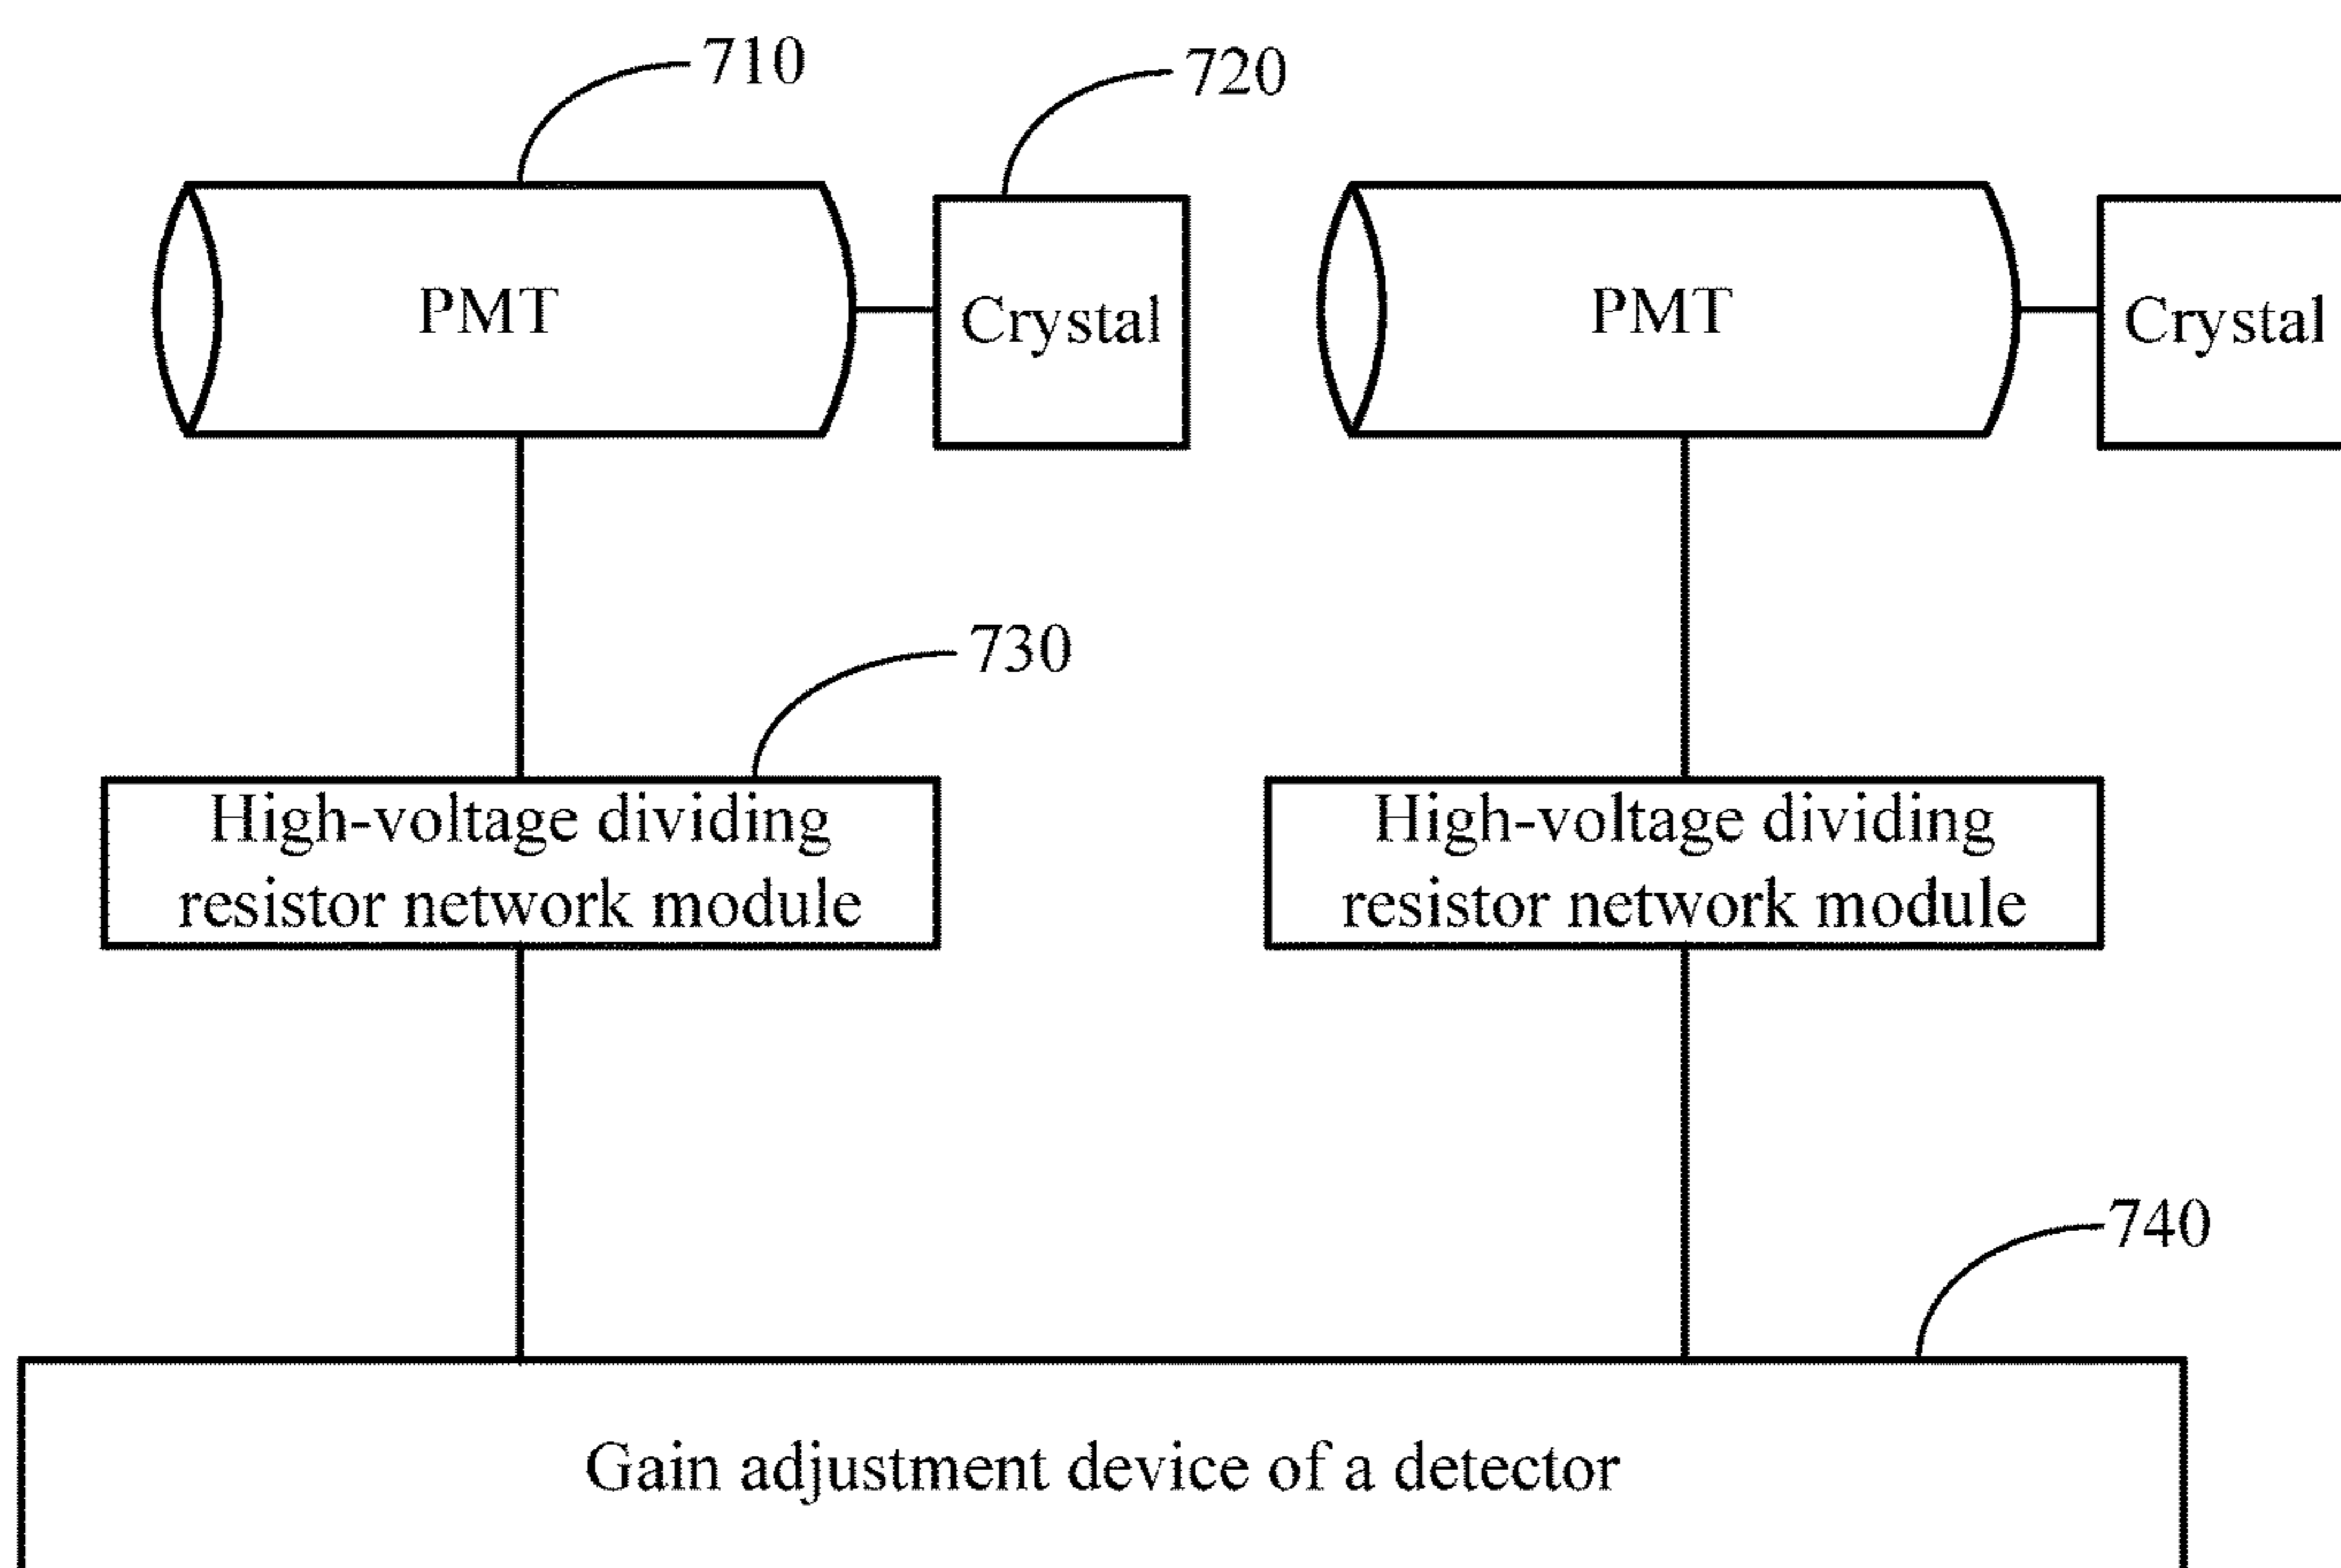 710
720
PMT
Crystal
PMT
Crystal
730
High-voltage dividing
resistor network module
High-voltage dividing
resistor network module
740
Gain adjustment device of a detector